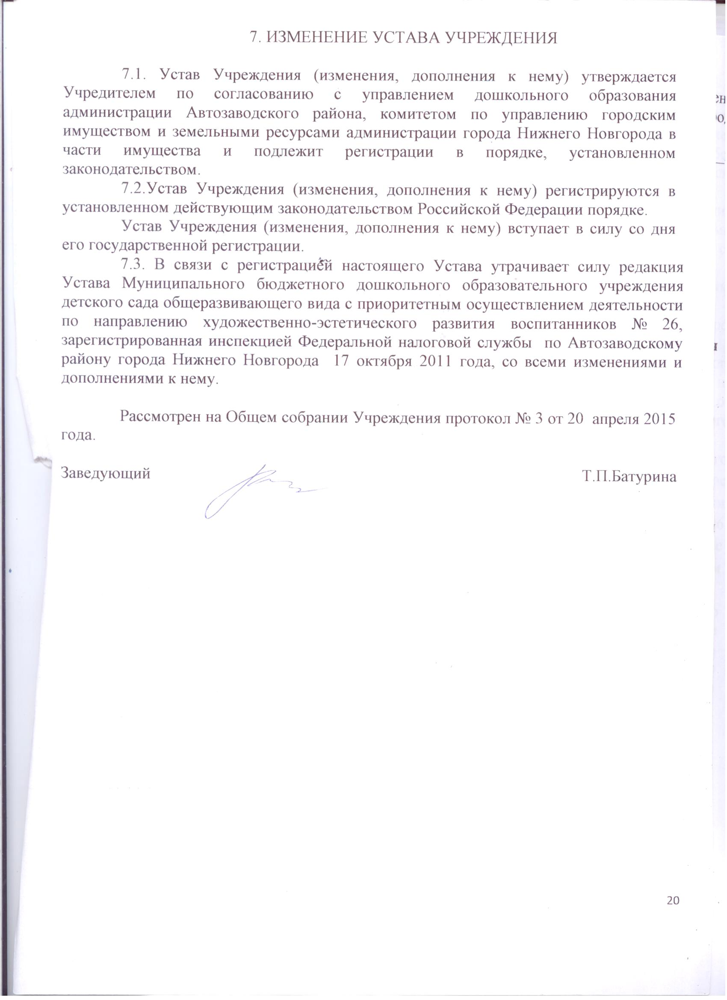 7. ИЗМЕНЕНИЕ УСТАВА УЧРЕЖДЕНИЯ
7.1. Устав Учреждения (изменения, дополнения к нему) утверждается
Учредителем по согласованию с управлением дошкольного образования
администрации Автозаводского района, комитетом по управлению городским
имуществом и земельными ресурсами администрации города Нижнего Новгорода в
части имущества и подлежит регистрации в порядке, установленном
законодательством.
7.2.Устав Учреждения (изменения, дополнения к нему) регистрируются в
установленном действующим законодательством Российской Федерации порядке.
Устав Учреждения (изменения, дополнения к нему) вступает в силу со дня
его государственной регистрации.
7.3. В связи с регистрацией настоящего Устава утрачивает силу редакция
Устава Муниципального бюджетного дошкольного образовательного учреждения
детского сада общеразвивающего вида с приоритетным осуществлением деятельности
по направлению художественно-эстетического развития воспитанников № 26,
зарегистрированная инспекцией Федеральной налоговой службы по Автозаводскому
району города Нижнего Новгорода 17 октября 2011 года, со всеми изменениями и
дополнениями к нему.
Рассмотрен на Общем собрании Учреждения протокол № 3 от 20 апреля 2015
года.
Заведующий Т.П.Батурина
20